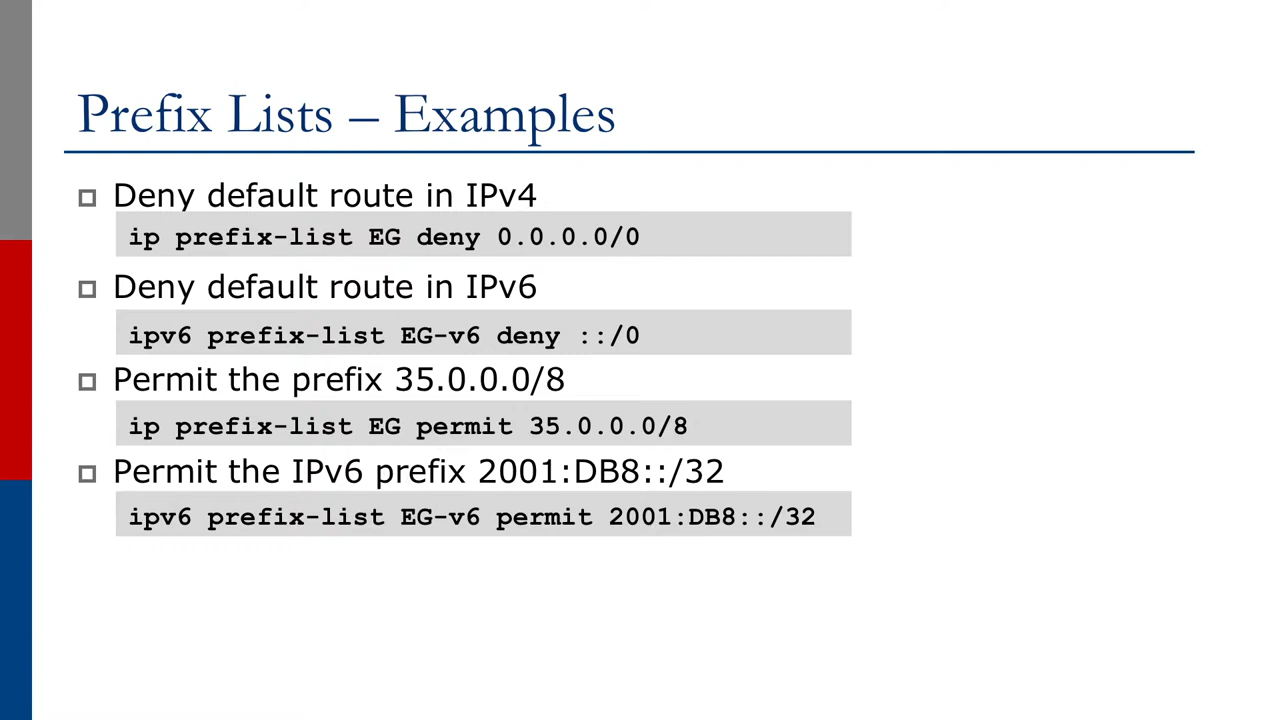 Prefix Lists – Examples
Deny default route in IPv4
ip prefix-list EG deny 0.0.0.0/0
Deny default route in IPv6
ipv6 prefix-list EG-v6 deny ::/0
Permit the prefix 35.0.0.0/8
ip prefix-list EG permit 35.0.0.0/8
Permit the IPv6 prefix 2001:DB8::/32
ipv6 prefix-list EG-v6 permit 2001:DB8::/32